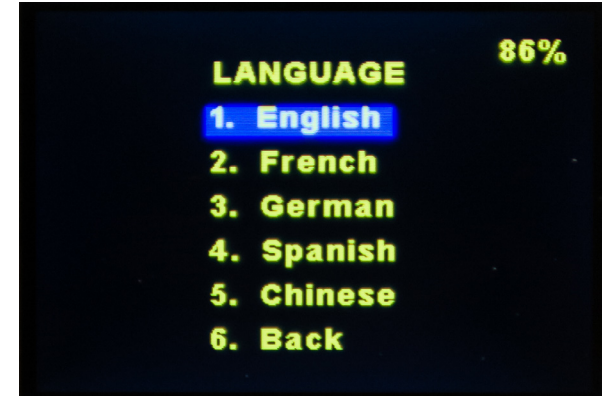 86%
LANGUAGE
1. English
2. French
3. German
4. Spanish
5. Chinese
6. Back